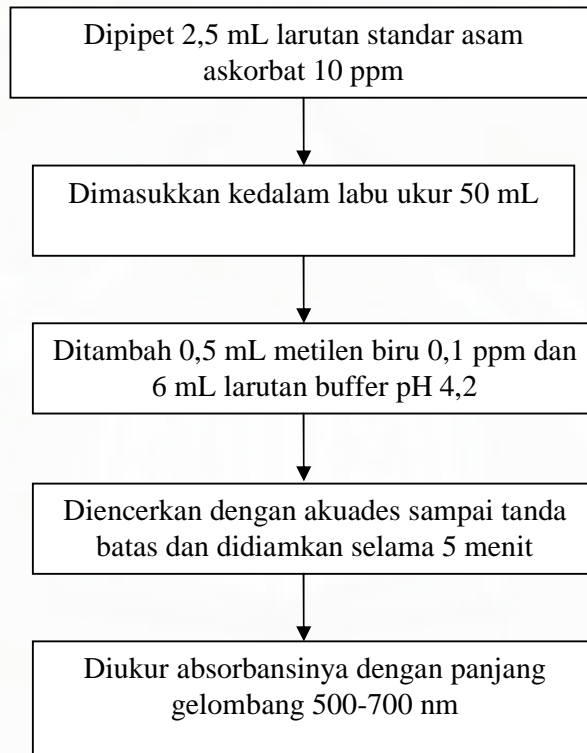 Dipipet 2,5 mL larutan standar asam
askorbat 10 ppm
Dimasukkan kedalam labu ukur 50 mL
Ditambah 0,5 mL metilen biru 0,1 ppm dan
6 mL larutan buffer pH 4,2
Diencerkan dengan akuades sampai tanda
batas dan didiamkan selama 5 menit
Diukur absorbansinya dengan panjang
gelombang 500-700 nm